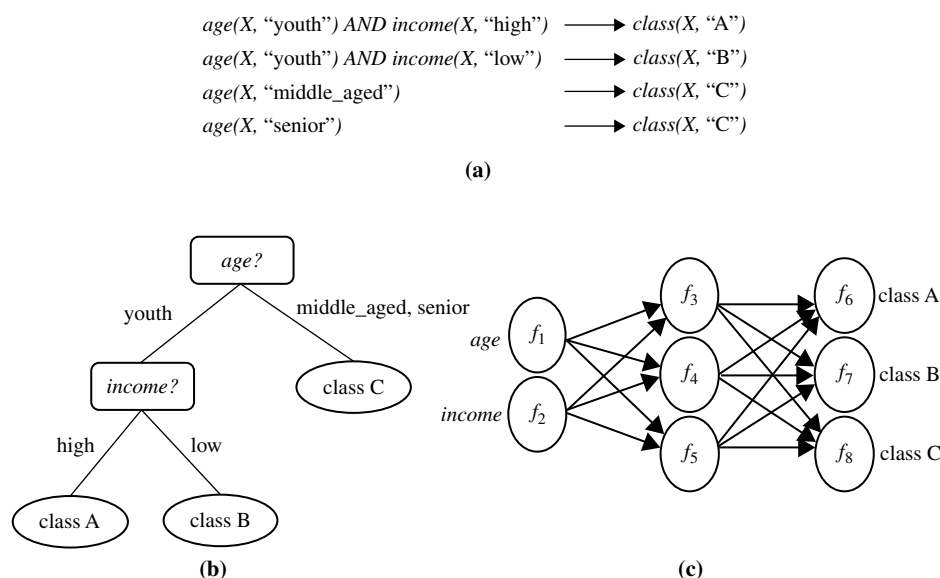 age(X, “youth”) AND income(X, “high”) class(X, “A”)
age(X, “youth”) AND income(X, “low”) class(X, “B”)
age(X, “middle_aged”) class(X, “C”)
age(X, “senior”) class(X, “C”)
(a)
age?
youth
middle_aged, senior
income?
class C
high
low
class A
class B
(b)
age
income
f1
f2
f3
f4
f5
f6
f7
f8
class A
class B
class C
(c)